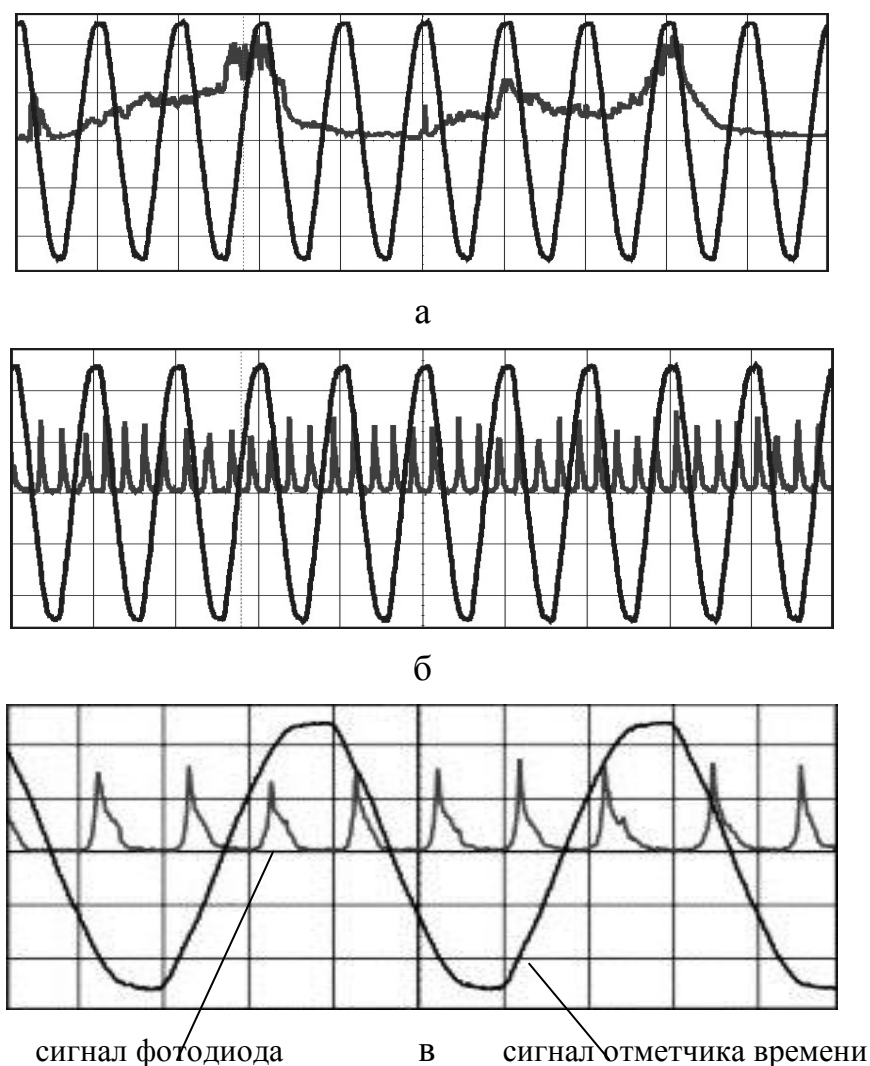 а
б
сигнал фотодиода в сигнал отметчика времени